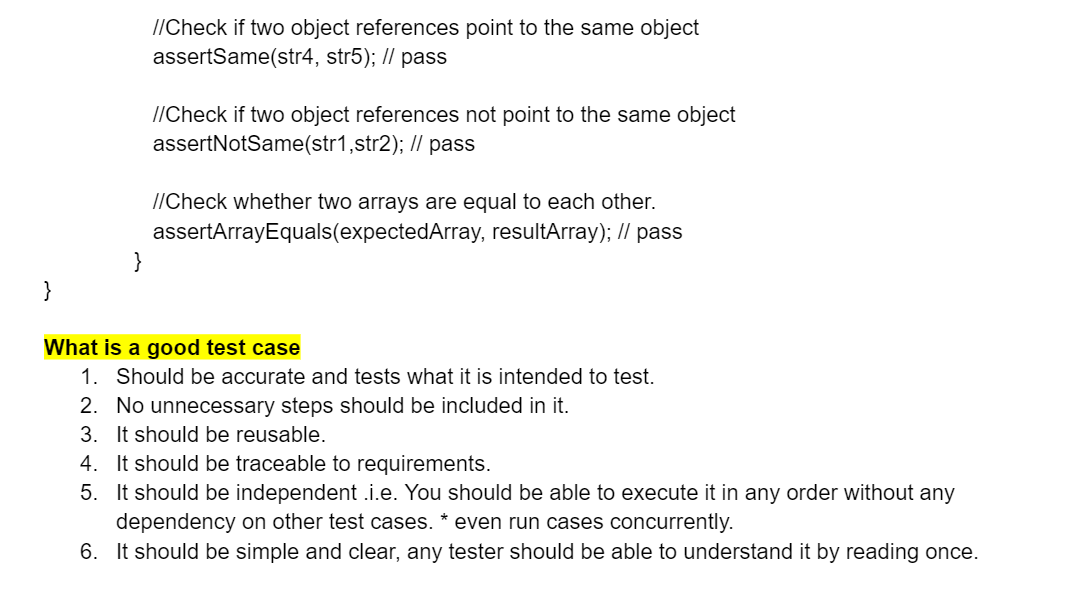 //Check if two object references point to the same object
assertSame(str4, str5); // pass
//Check if two object references not point to the same object
assertNotSame(str1,str2); // pass
//Check whether two arrays are equal to each other.
assertArrayEquals(expectedArray, resultArray); // pass
}
}
What is a good test case
1. Should be accurate and tests what it is intended to test.
2. No unnecessary steps should be included in it.
3. It should be reusable.
4. It should be traceable to requirements.
5. It should be independent .i.e. You should be able to execute it in any order without any
dependency on other test cases. * even run cases concurrently.
6. It should be simple and clear, any tester should be able to understand it by reading once.